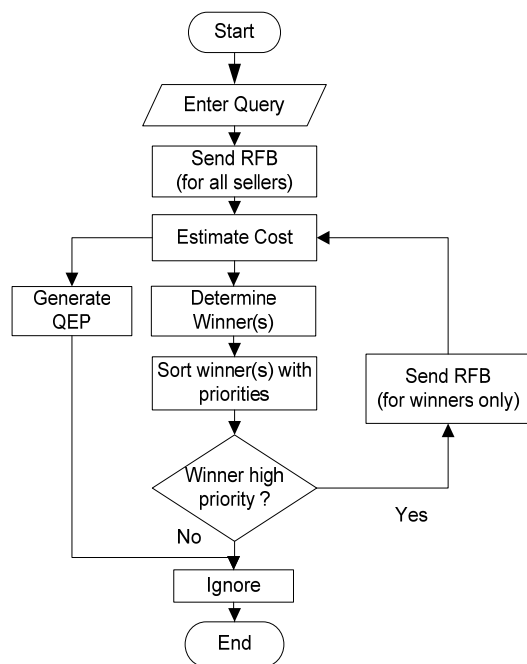 Start
Enter Query
Send RFB
(for all sellers)
Estimate Cost
Generate
QEP
Determine
Winner(s)
Sort winner(s) with
priorities
Send RFB
(for winners only)
Winner high
priority ?
Yes
No
Ignore
End